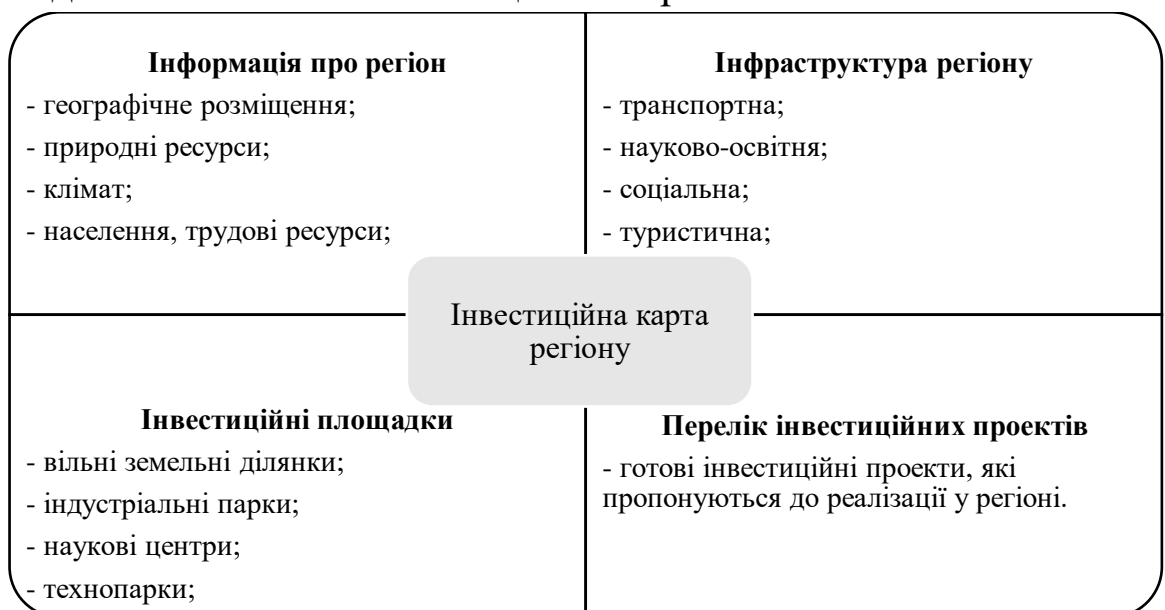 Інформація про регіон
- географічне розміщення;
- природні ресурси;
- клімат;
- населення, трудові ресурси;
Інфраструктура регіону
- транспортна;
- науково-освітня;
- соціальна;
- туристична;
Інвестиційна карта
регіону
Інвестиційні площадки
- вільні земельні ділянки;
- індустріальні парки;
- наукові центри;
- технопарки;
Перелік інвестиційних проектів
- готові інвестиційні проекти, які
пропонуються до реалізації у регіоні.